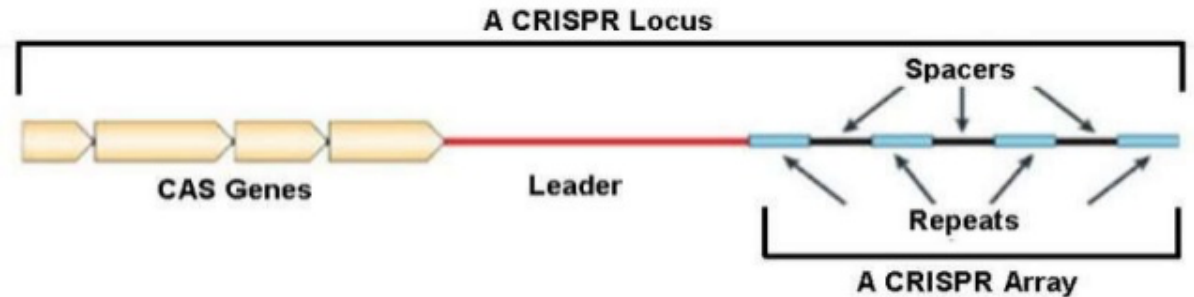 A CRISPR Locus
Spacers
CAS Genes
Leader
Repeats
A CRISPR Array